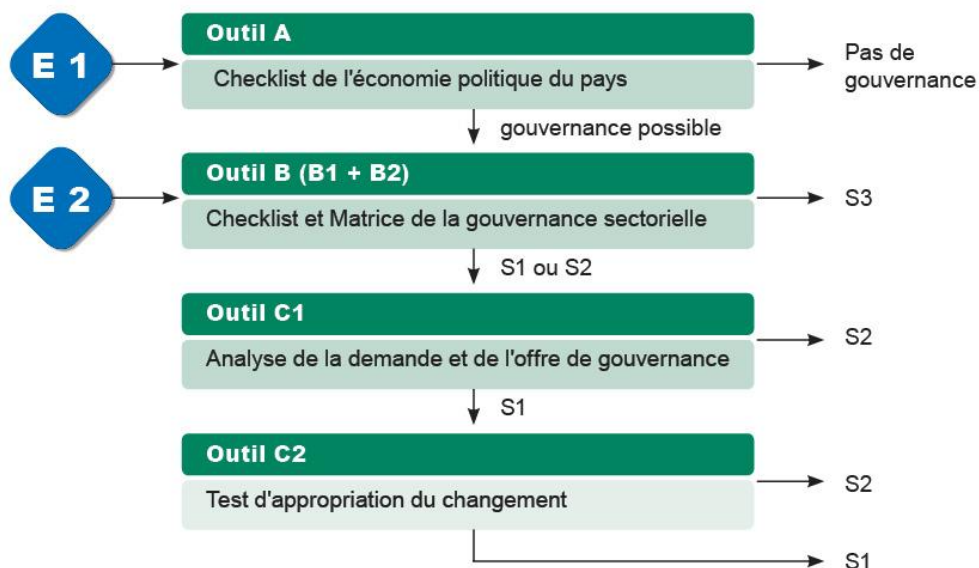 E 1
Outil A
Checklist de l'économie politique du pays
Pas de
gouvernance
gouvernance possible
E 2
Outil B (B1 + B2)
Checklist et Matrice de la gouvernance sectorielle
S3
S1 ou S2
Outil C1
Analyse de la demande et de l'offre de gouvernance
S2
S1
Outil C2
Test d'appropriation du changement
S2
S1